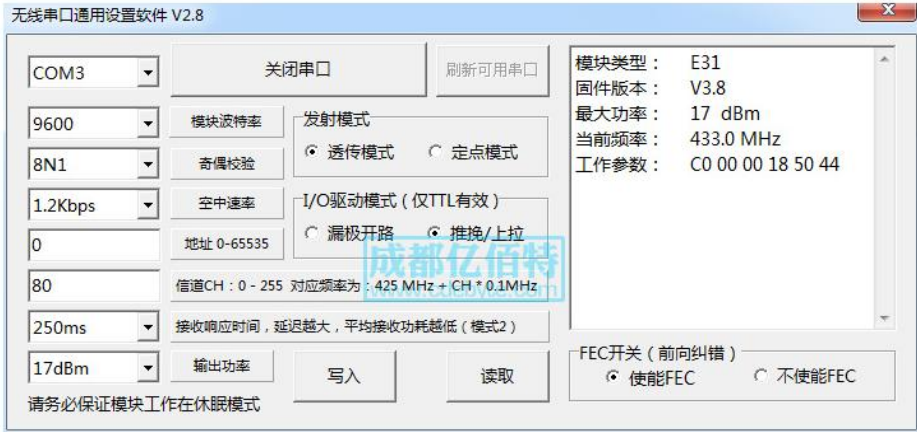 无线串口通用设置软件 V2.8
COM3
关闭串口
刷新可用串口
9600
模块波特率
8N1
奇偶校验
1.2Kbps
空中速率
0
地址 0-65535
80
信道CH：0 - 255 对应频率为：425 MHz + CH * 0.1MHz
250ms
接收响应时间，延迟越大，平均接收功耗越低（模式2）
17dBm
输出功率
写入
读取
请务必保证模块工作在休眠模式
发射模式
透传模式
定点模式
I/O驱动模式（仅TTL有效）
漏极开路
推挽/上拉
成都亿佰特
www.cdebyte.com
模块类型： E31
固件版本： V3.8
最大功率： 17 dBm
当前频率： 433.0 MHz
工作参数： C0 00 00 18 50 44
FEC开关（前向纠错）
使能FEC
不使能FEC